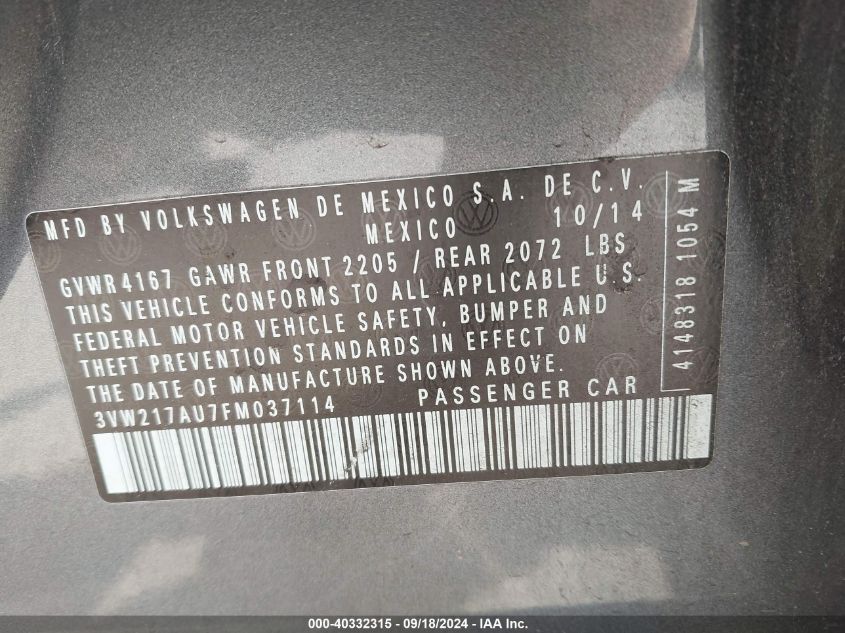 MFD BY VOLKSWAGEN DE MEXICO S.A. DE C.V.
MEXICO 10/14
GVWR 4167 GAWR FRONT 2205 / REAR 2072 LBS
THIS VEHICLE CONFORMS TO ALL APPLICABLE U.S.
FEDERAL MOTOR VEHICLE SAFETY, BUMPER AND
THEFT PREVENTION STANDARDS IN EFFECT ON
THE DATE OF MANUFACTURE SHOWN ABOVE.
3VW217AU7FM037114 PASSENGER CAR
4148318 1054 M
000-40332315 - 09/18/2024 - IAA Inc.